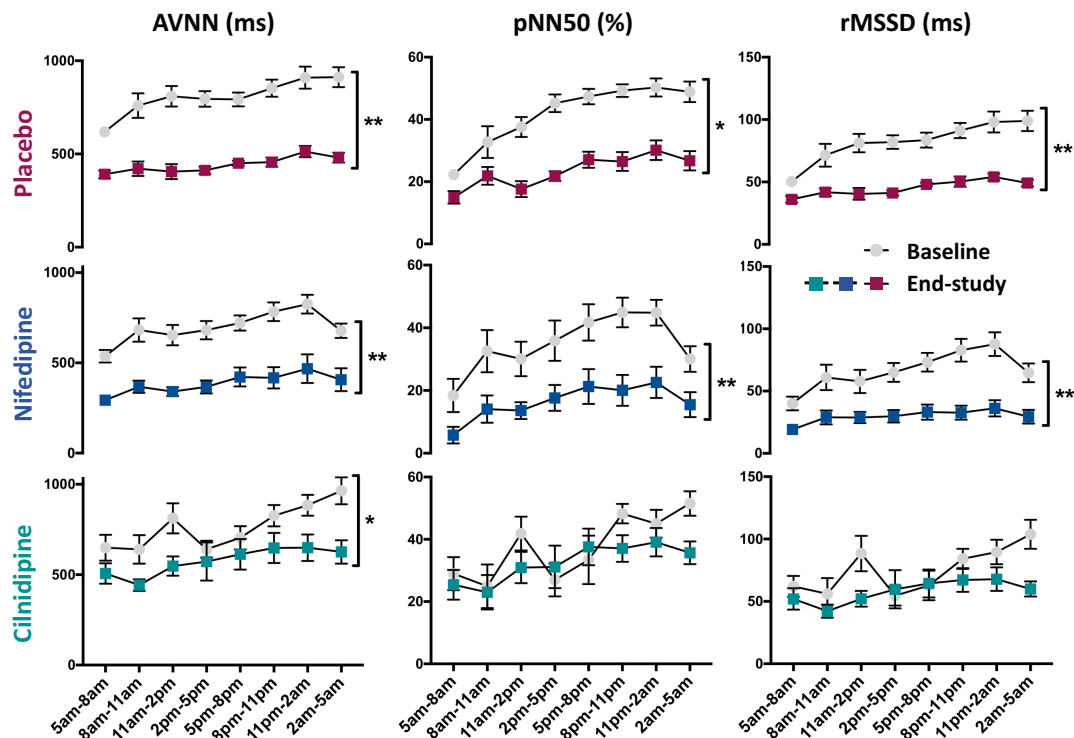 AVNN (ms) pNN50 (%) rMSSD (ms)
Placebo
1000
500
0
**
60
40
20
0
*
150
100
50
0
**
Baseline
End-study
Nifedipine
1000
500
0
**
60
40
20
0
**
150
100
50
0
**
Cilnidipine
1000
500
0
*
60
40
20
0
150
100
50
0
5am-8am
8am-11am
11am-2pm
2pm-5pm
5pm-8pm
8pm-11pm
11pm-2am
2am-5am
5am-8am
8am-11am
11am-2pm
2pm-5pm
5pm-8pm
8pm-11pm
11pm-2am
2am-5am
5am-8am
8am-11am
11am-2pm
2pm-5pm
5pm-8pm
8pm-11pm
11pm-2am
2am-5am